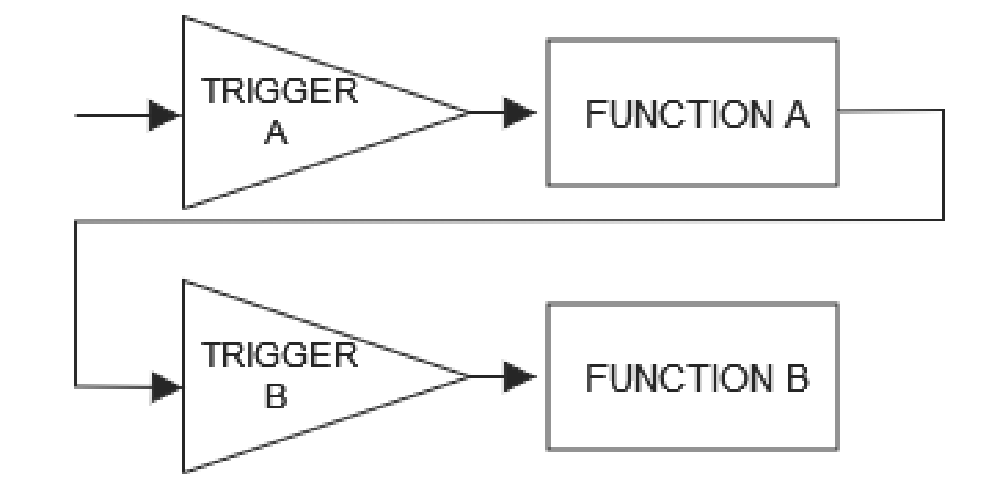 TRIGGER
A
FUNCTION A
TRIGGER
B
FUNCTION B